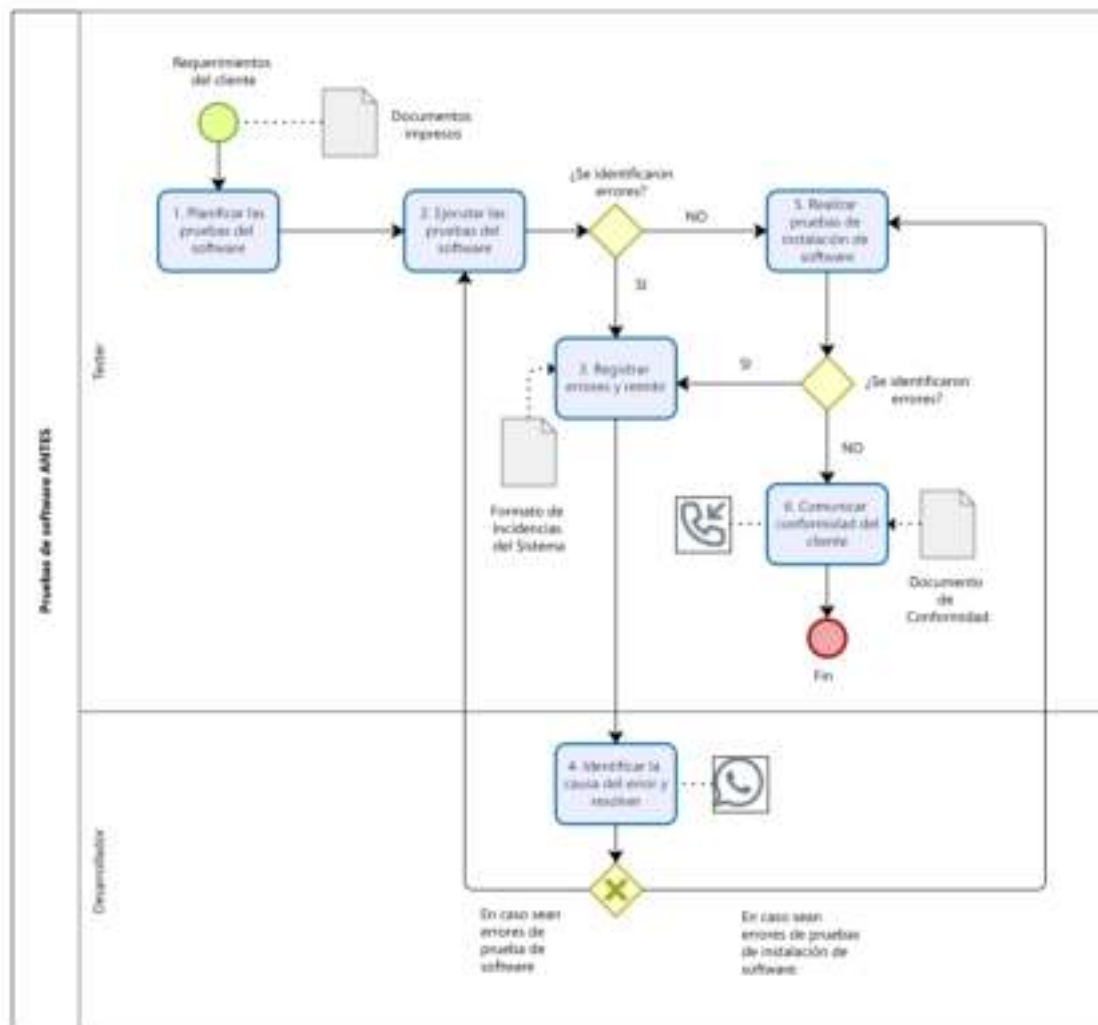 Pruebas de software ANTES
Tester
Desarrollador
Requerimientos
del cliente
Documentos
impresos
1. Planificar las
pruebas del
software
2. Ejecutar las
pruebas del
software
¿Se identificaron
errores?
NO
SI
5. Realizar
pruebas de
instalación de
software
3. Registrar
errores y remite
SI
¿Se identificaron
errores?
NO
Formato de
Incidencias
del Sistema
6. Comunicar
conformidad del
cliente
Documento
de
Conformidad
Fin
4. Identificar la
causa del error y
resolver
En caso sean
errores de
prueba de
software
En caso sean
errores de pruebas
de instalación de
software